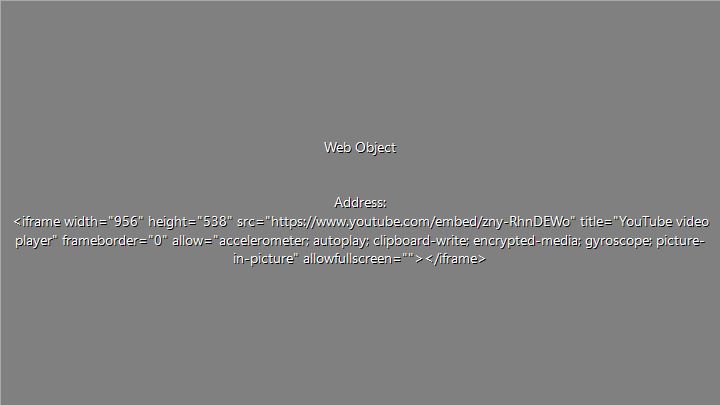 Web Object
Address:
<iframe width="956" height="538" src="https://www.youtube.com/embed/zny-RhnDEWo" title="YouTube video
player" frameborder="0" allow="accelerometer; autoplay; clipboard-write; encrypted-media; gyroscope; picture-
in-picture" allowfullscreen=""></iframe>